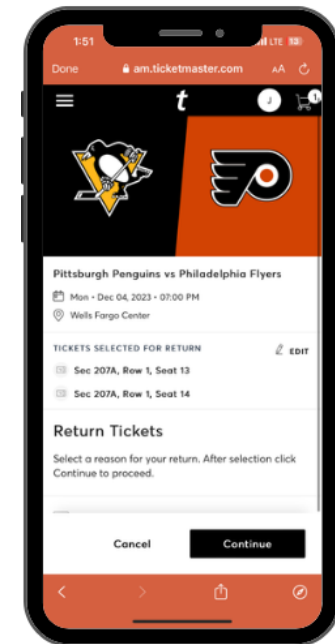 1:51
LTE 13
Done
am.ticketmaster.com
AA
t
J
1
Pittsburgh Penguins vs Philadelphia Flyers
Mon • Dec 04, 2023 • 07:00 PM
Wells Fargo Center
TICKETS SELECTED FOR RETURN
EDIT
Sec 207A, Row 1, Seat 13
Sec 207A, Row 1, Seat 14
Return Tickets
Select a reason for your return. After selection click
Continue to proceed.
Cancel
Continue